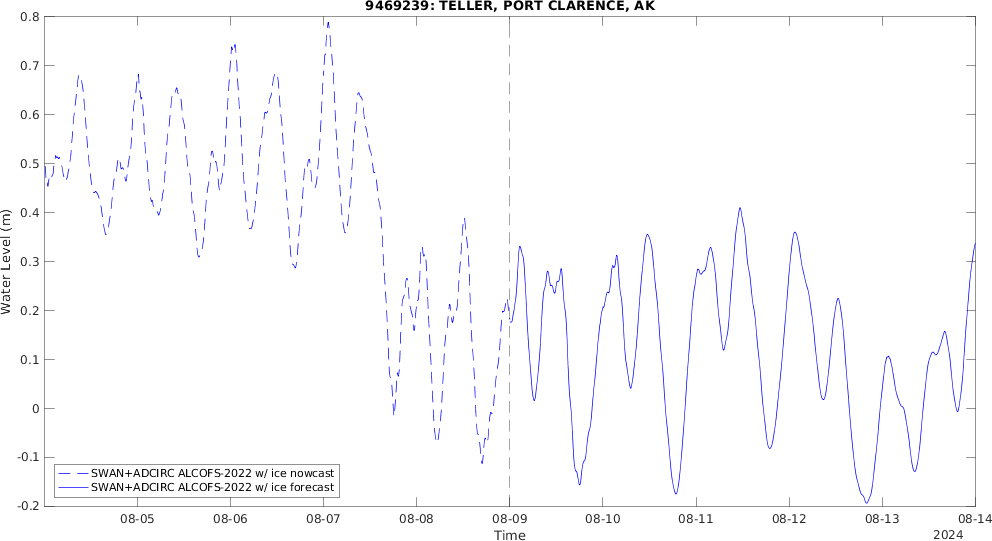 9469239: TELLER, PORT CLARENCE, AK
0.8
0.7
0.6
0.5
0.4
0.3
0.2
0.1
0
-0.1
-0.2
Water Level (m)
SWAN+ADCIRC ALCOFS-2022 w/ ice nowcast
SWAN+ADCIRC ALCOFS-2022 w/ ice forecast
08-05 08-06 08-07 08-08 08-09 08-10 08-11 08-12 08-13 08-14
Time
2024